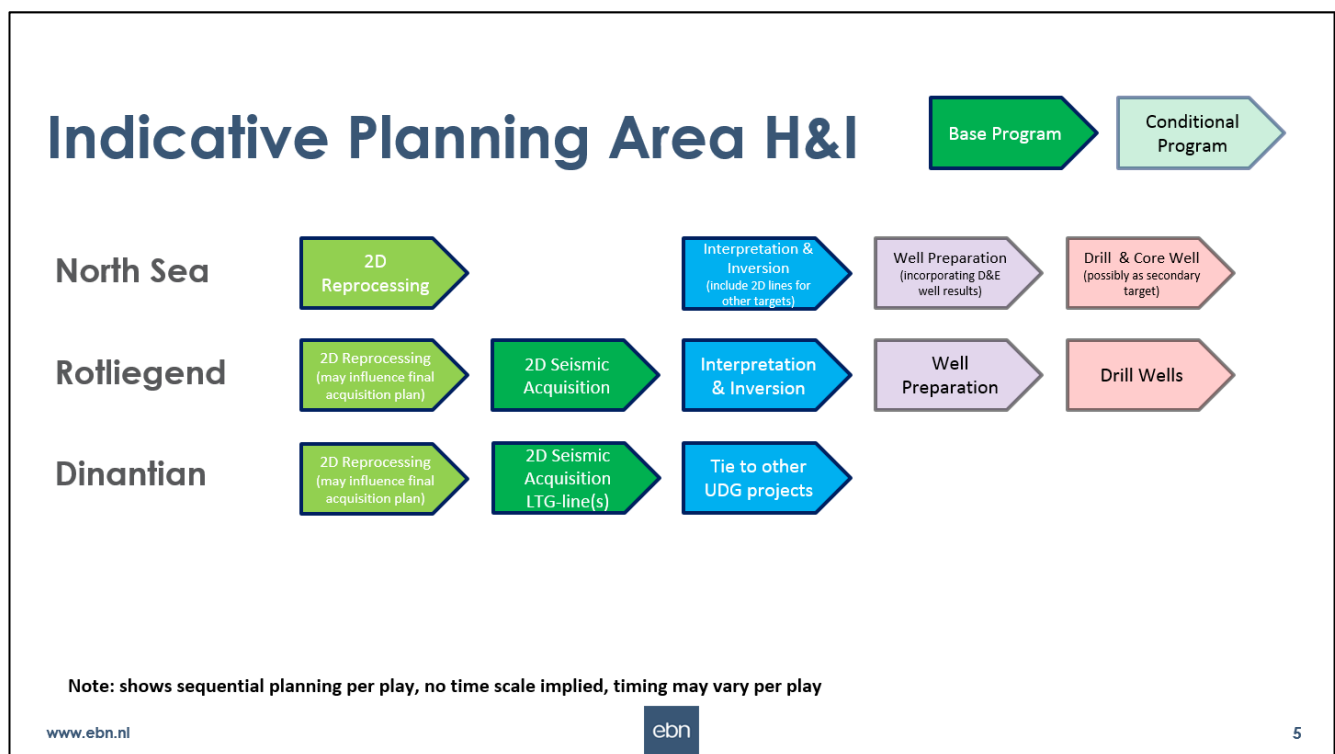 Indicative Planning Area H&I
Base Program
Conditional
Program
North Sea
2D
Reprocessing
Interpretation &
Inversion
(include 2D lines for
other targets)
Well Preparation
(incorporating D&E
well results)
Drill & Core Well
(possibly as secondary
target)
Rotliegend
2D Reprocessing
(may influence final
acquisition plan)
2D Seismic
Acquisition
Interpretation
& Inversion
Well
Preparation
Drill Wells
Dinantian
2D Reprocessing
(may influence final
acquisition plan)
2D Seismic
Acquisition
LTG-line(s)
Tie to other
UDG projects
Note: shows sequential planning per play, no time scale implied, timing may vary per play
www.ebn.nl
ebn
5